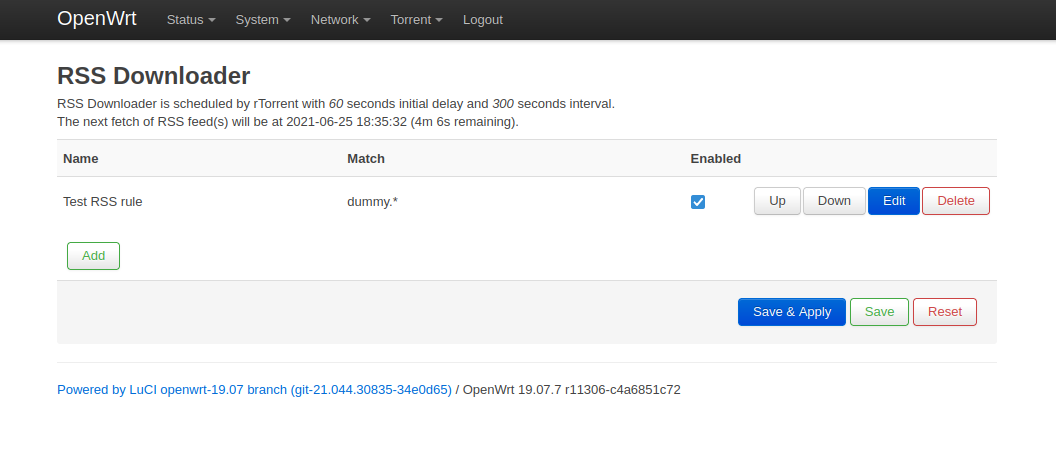 OpenWrt Status System Network Torrent Logout
RSS Downloader
RSS Downloader is scheduled by rTorrent with 60 seconds initial delay and 300 seconds interval.
The next fetch of RSS feed(s) will be at 2021-06-25 18:35:32 (4m 6s remaining).
Name Match Enabled
Test RSS rule dummy.* Up Down Edit Delete
Add
Save & Apply Save Reset
Powered by LuCI openwrt-19.07 branch (git-21.044.30835-34e0d65) / OpenWrt 19.07.7 r11306-c4a6851c72